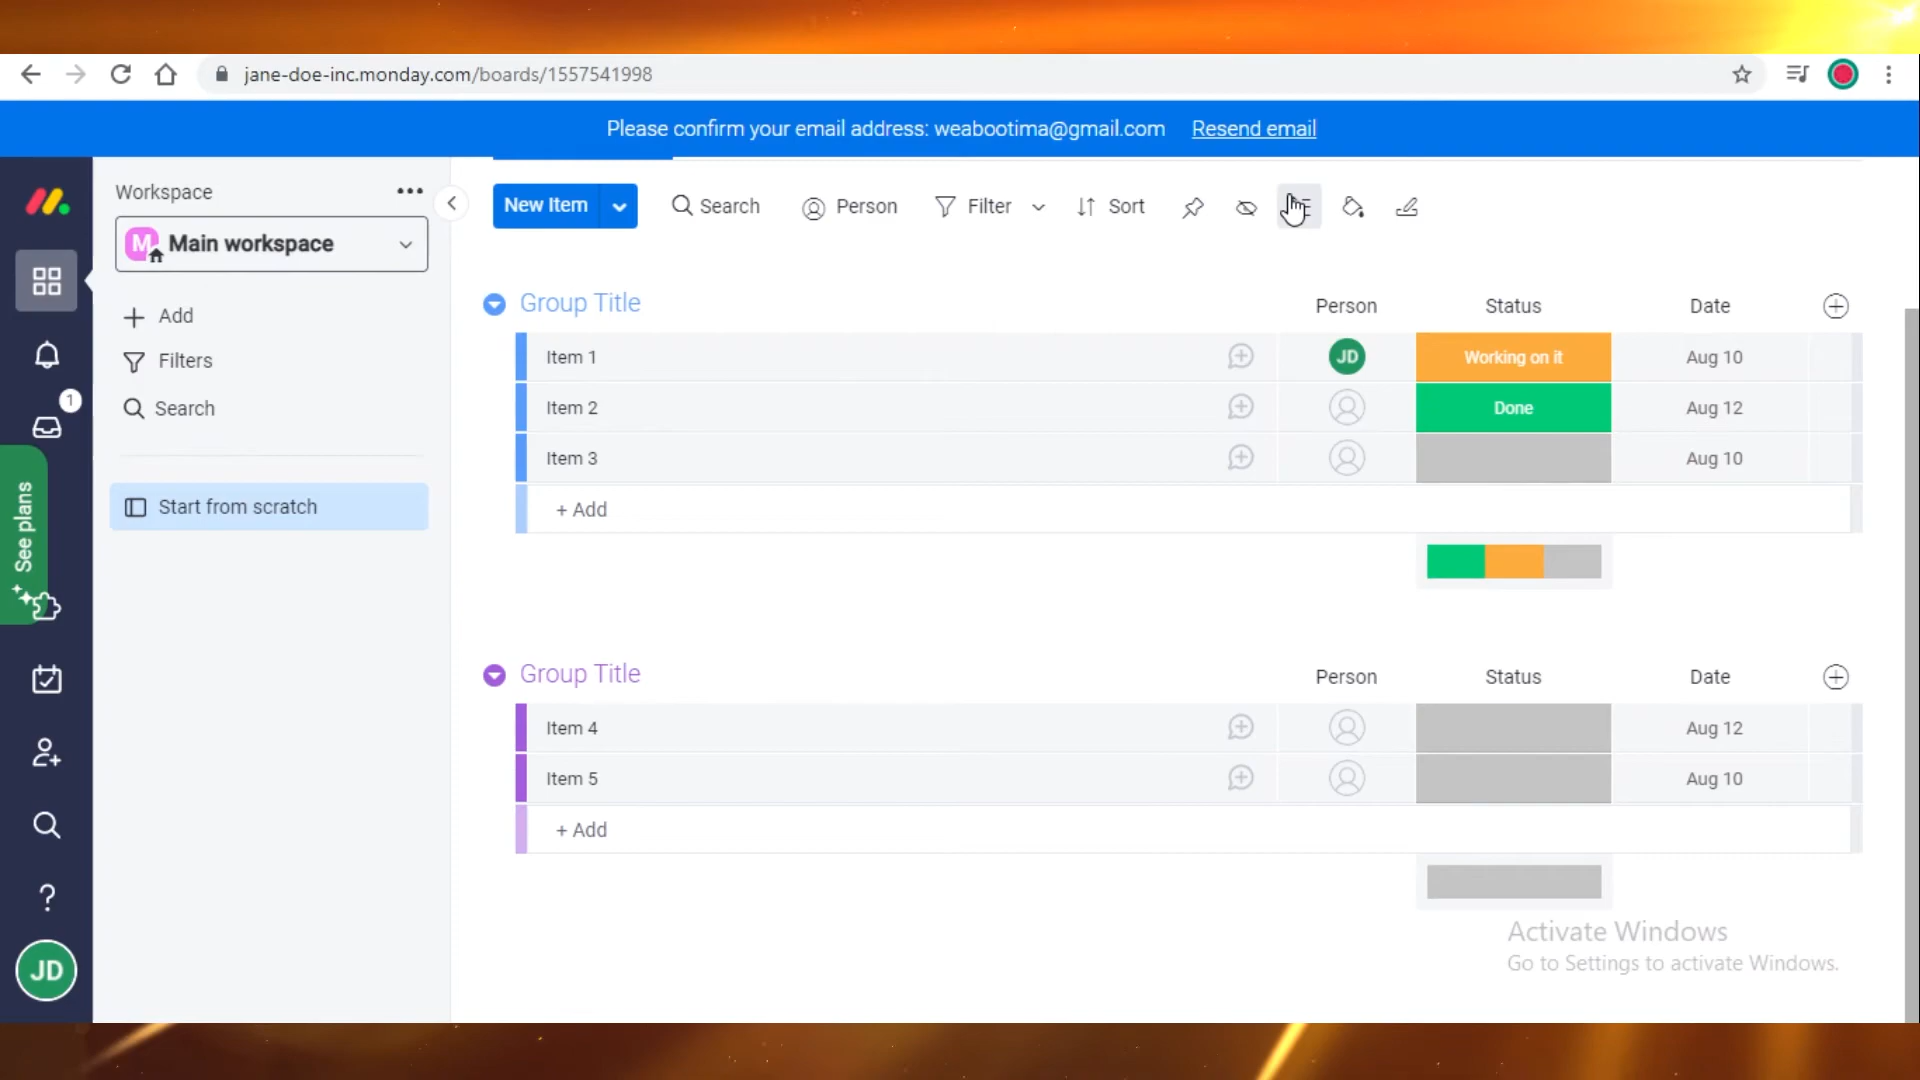 jane-doe-inc.monday.com/boards/1557541998
Please confirm your email address: weabootima@gmail.com Resend email
Workspace
M Main workspace
New Item Search Person Filter Sort
Add
Filters
1
Search
Start from scratch
See plans
JD
Group Title Person Status Date
Item 1 JD Working on it Aug 10
Item 2 Done Aug 12
Item 3 Aug 10
+ Add
Group Title Person Status Date
Item 4 Aug 12
Item 5 Aug 10
+ Add
Activate Windows
Go to Settings to activate Windows.